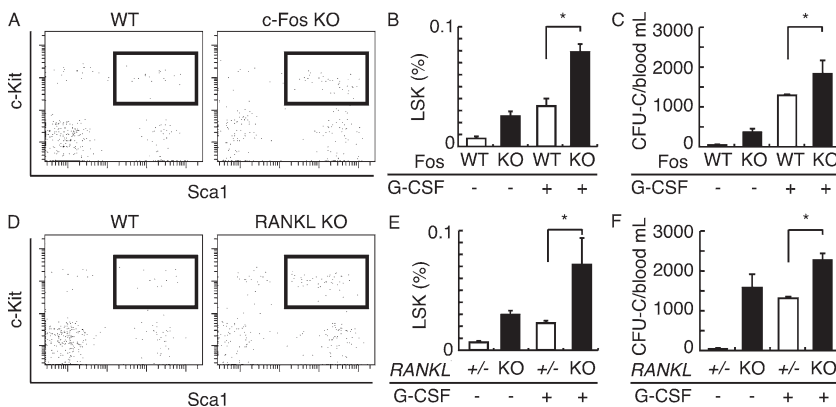 A WT c-Fos KO
c-Kit
Sca1
B
LSK (%)
0.1
0
Fos WT KO WT KO
G-CSF - - + +
*
C
CFU-C/blood mL
3000
2000
1000
0
Fos WT KO WT KO
G-CSF - - + +
*
D WT RANKL KO
c-Kit
Sca1
E
LSK (%)
0.1
0
RANKL +/- KO +/- KO
G-CSF - - + +
*
F
CFU-C/blood mL
3000
2000
1000
0
RANKL +/- KO +/- KO
G-CSF - - + +
*